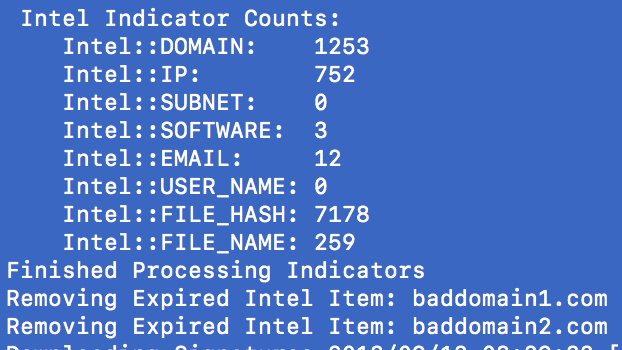 Intel Indicator Counts:
Intel::DOMAIN: 1253
Intel::IP: 752
Intel::SUBNET: 0
Intel::SOFTWARE: 3
Intel::EMAIL: 12
Intel::USER_NAME: 0
Intel::FILE_HASH: 7178
Intel::FILE_NAME: 259
Finished Processing Indicators
Removing Expired Intel Item: baddomain1.com
Removing Expired Intel Item: baddomain2.com